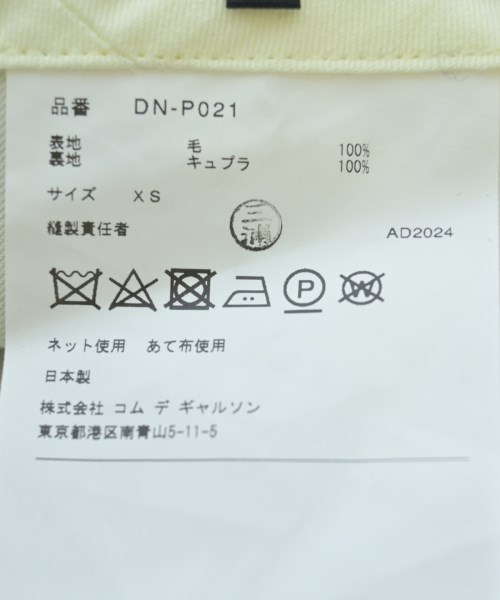 品番 DN-P021
表地 毛 100%
裏地 キュプラ 100%
サイズ XS
縫製責任者 三浦 AD2024
P W
ネット使用 あて布使用
日本製
株式会社 コム デ ギャルソン
東京都港区南青山5-11-5